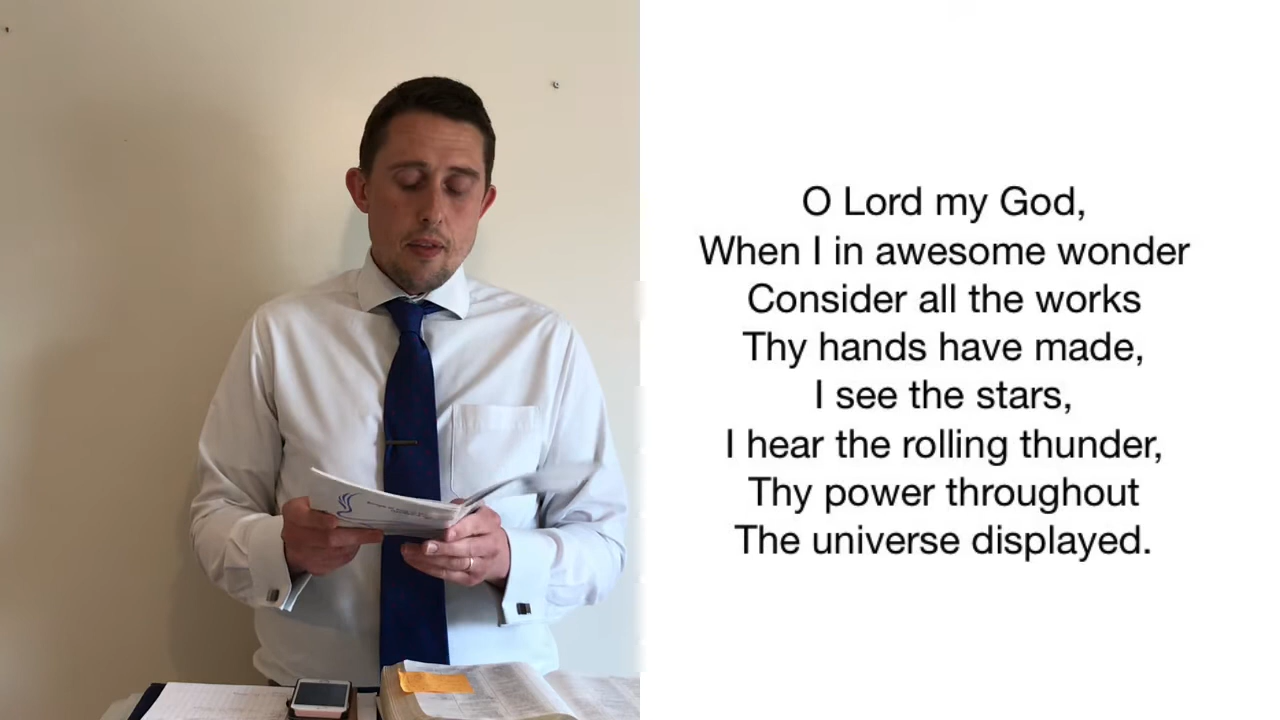 O Lord my God,
When I in awesome wonder
Consider all the works
Thy hands have made,
I see the stars,
I hear the rolling thunder,
Thy power throughout
The universe displayed.